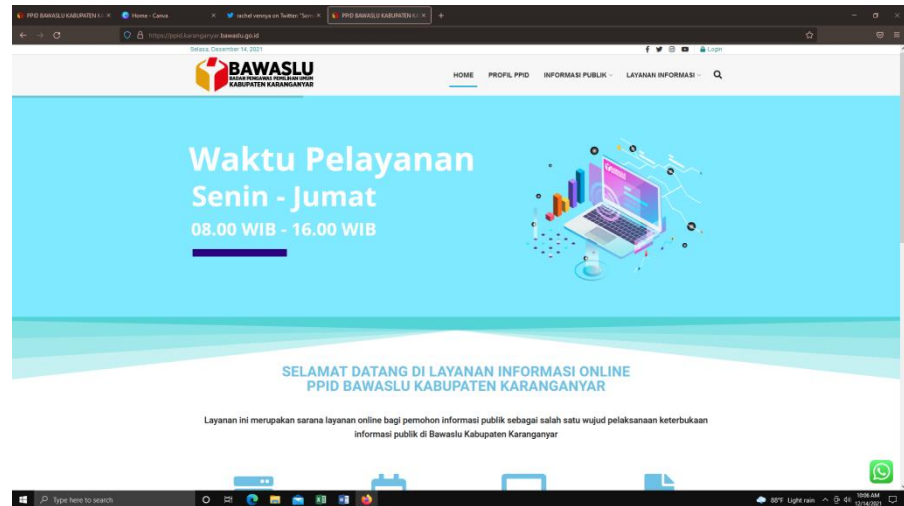 PPID BAWASLU KABUPATEN KA
Home - Canva
rachel vennya on Twitter: "Som
PPID BAWASLU KABUPATEN KA
https://ppid.karanganyar.bawaslu.go.id
Selasa, Desember 14, 2021
Login
BAWASLU
BADAN PENGAWAS PEMILIHAN UMUM
KABUPATEN KARANGANYAR
HOME PROFIL PPID INFORMASI PUBLIK LAYANAN INFORMASI
Waktu Pelayanan
Senin - Jumat
08.00 WIB - 16.00 WIB
SELAMAT DATANG DI LAYANAN INFORMASI ONLINE
PPID BAWASLU KABUPATEN KARANGANYAR
Layanan ini merupakan sarana layanan online bagi pemohon informasi publik sebagai salah satu wujud pelaksanaan keterbukaan
informasi publik di Bawaslu Kabupaten Karanganyar
Type here to search
88°F Light rain
10:06 AM
12/14/2021